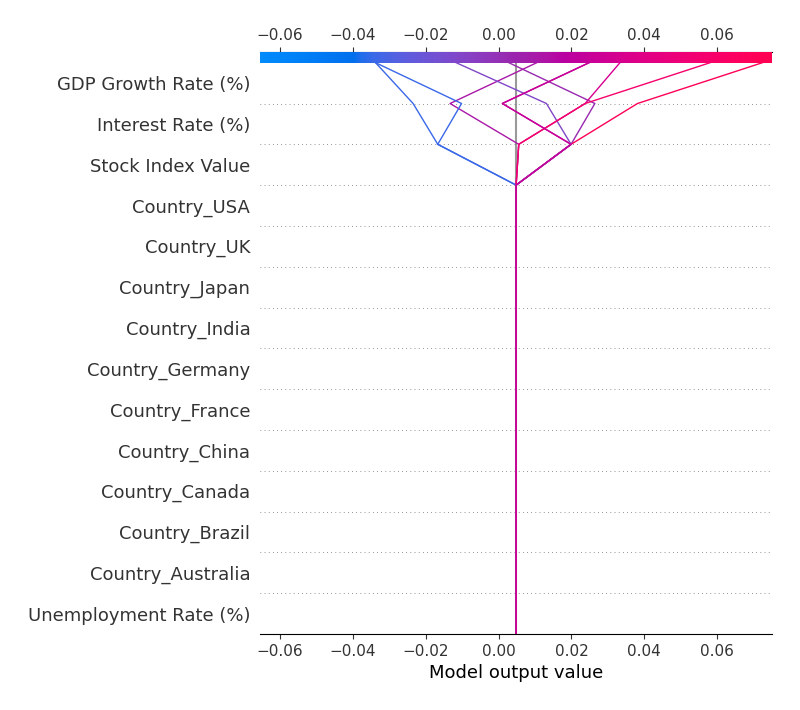 −0.06 −0.04 −0.02 0.00 0.02 0.04 0.06
GDP Growth Rate (%)
Interest Rate (%)
Stock Index Value
Country_USA
Country_UK
Country_Japan
Country_India
Country_Germany
Country_France
Country_China
Country_Canada
Country_Brazil
Country_Australia
Unemployment Rate (%)
−0.06 −0.04 −0.02 0.00 0.02 0.04 0.06
Model output value